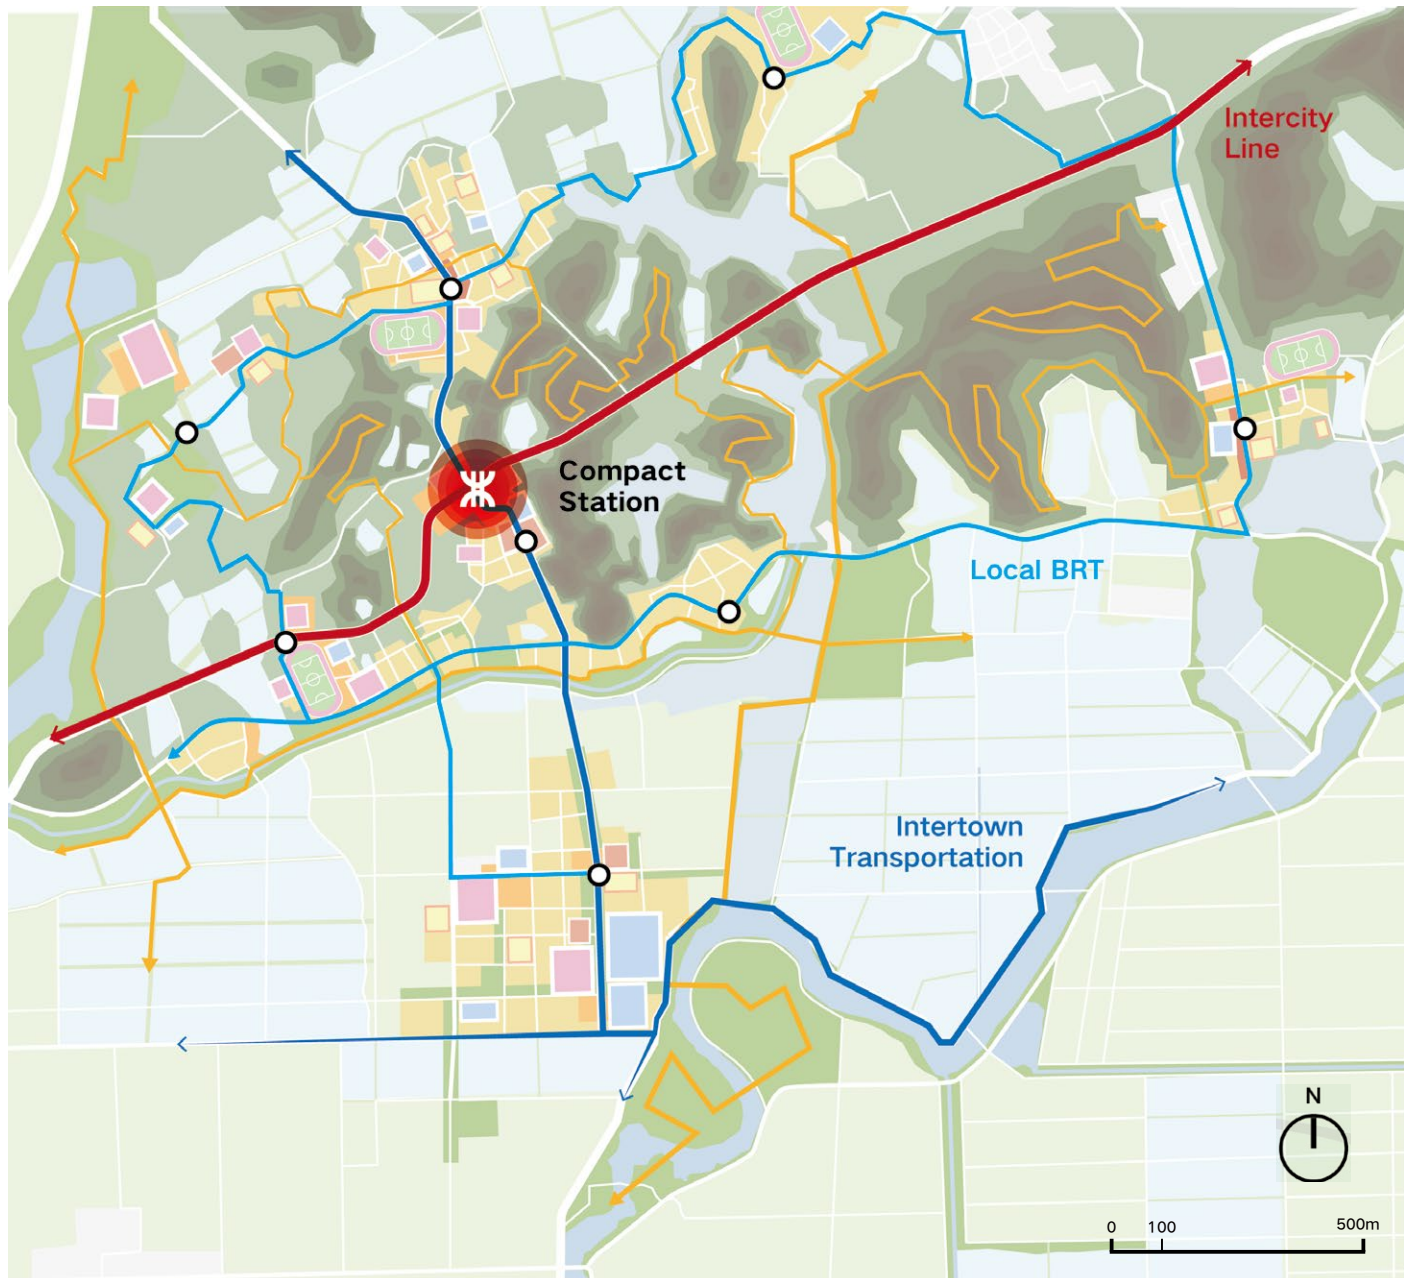 Intercity
Line
Compact
Station
Local BRT
Intertown
Transportation
N
0 100 500m